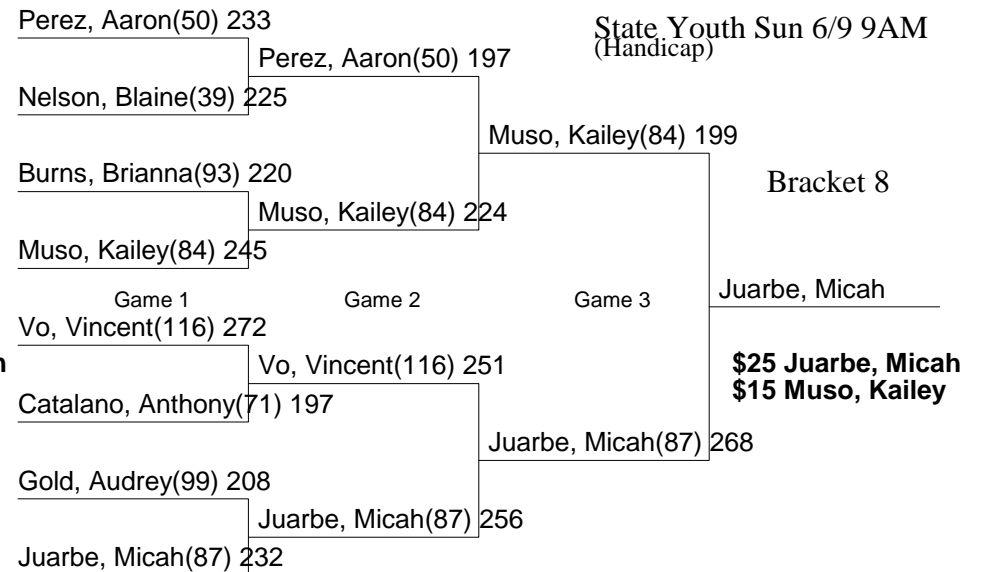 Perez, Aaron(50) 233
State Youth Sun 6/9 9AM
(Handicap)
Perez, Aaron(50) 197
Nelson, Blaine(39) 225
Muso, Kailey(84) 199
Burns, Brianna(93) 220
Bracket 8
Muso, Kailey(84) 224
Muso, Kailey(84) 245
Game 1
Game 2
Game 3
Juarbe, Micah
Vo, Vincent(116) 272
Vo, Vincent(116) 251
$25 Juarbe, Micah
$15 Muso, Kailey
Catalano, Anthony(71) 197
Juarbe, Micah(87) 268
Gold, Audrey(99) 208
Juarbe, Micah(87) 256
Juarbe, Micah(87) 232